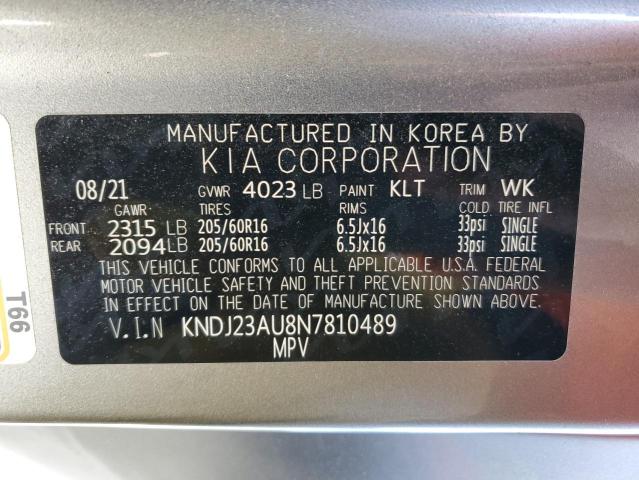 MANUFACTURED IN KOREA BY
KIA CORPORATION
08/21 GVWR 4023 LB PAINT KLT TRIM WK
GAWR TIRES RIMS COLD TIRE INFL
FRONT 2315 LB 205/60R16 6.5Jx16 33psi SINGLE
REAR 2094 LB 205/60R16 6.5Jx16 33psi SINGLE
THIS VEHICLE CONFORMS TO ALL APPLICABLE U.S.A. FEDERAL
MOTOR VEHICLE SAFETY AND THEFT PREVENTION STANDARDS
IN EFFECT ON THE DATE OF MANUFACTURE SHOWN ABOVE.
V.I.N KNDJ23AU8N7810489
MPV
T66